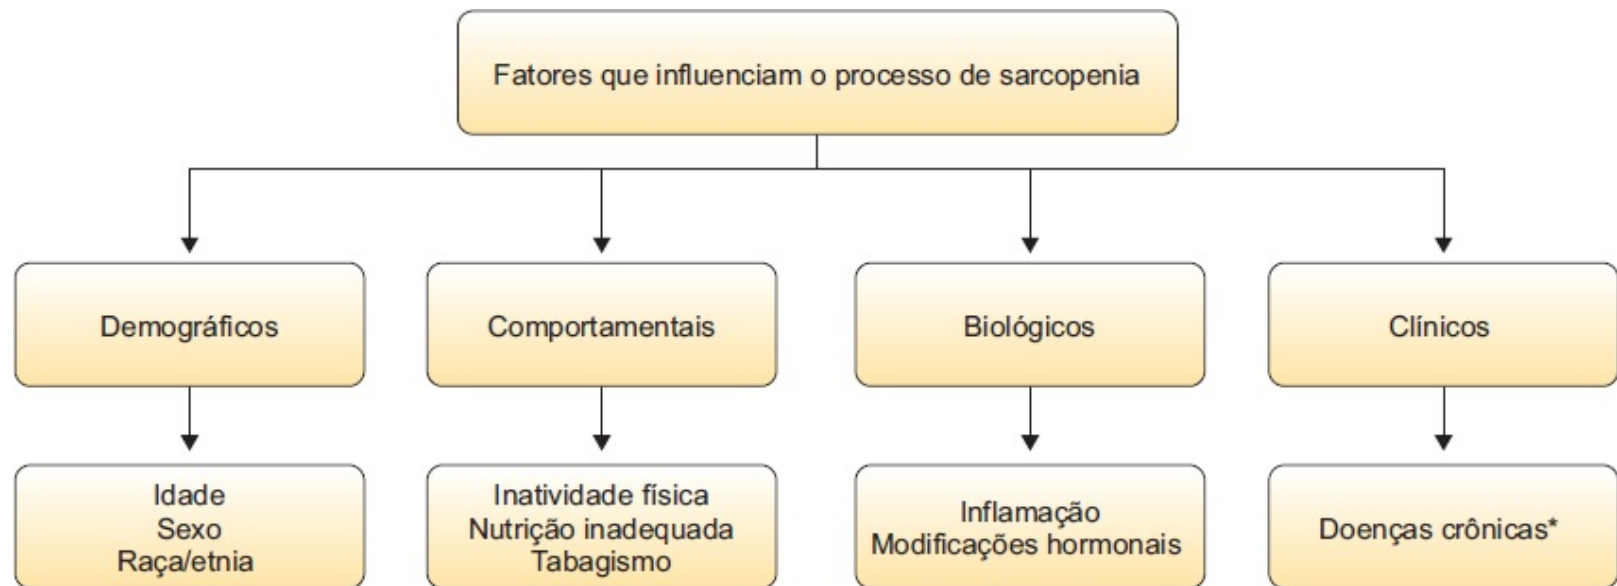 Fatores que influenciam o processo de sarcopenia
Demográficos
Comportamentais
Biológicos
Clínicos
Idade
Sexo
Raça/etnia
Inatividade física
Nutrição inadequada
Tabagismo
Inflamação
Modificações hormonais
Doenças crônicas*